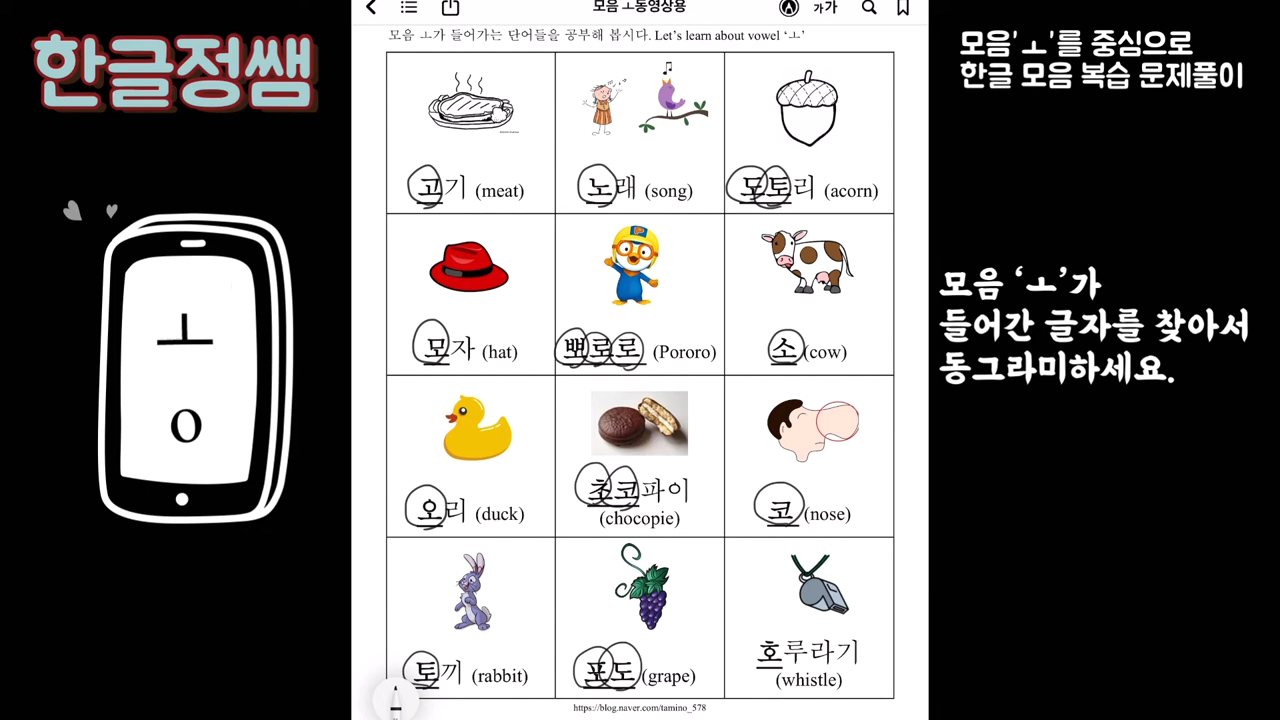 한글정쌤
모음 ㅗ동영상용
가가
모음 ㅗ가 들어가는 단어들을 공부해 봅시다. Let's learn about vowel 'ㅗ'
모음'ㅗ'를 중심으로
한글 모음 복습 문제풀이
고기 (meat)
노래 (song)
도토리 (acorn)
모자 (hat)
뽀로로 (Pororo)
소 (cow)
오리 (duck)
초코파이
(chocopie)
코 (nose)
토끼 (rabbit)
포도 (grape)
호루라기
(whistle)
https://blog.naver.com/tamino_578
ㅗ
ㅇ
모음 'ㅗ'가
들어간 글자를 찾아서
동그라미하세요.